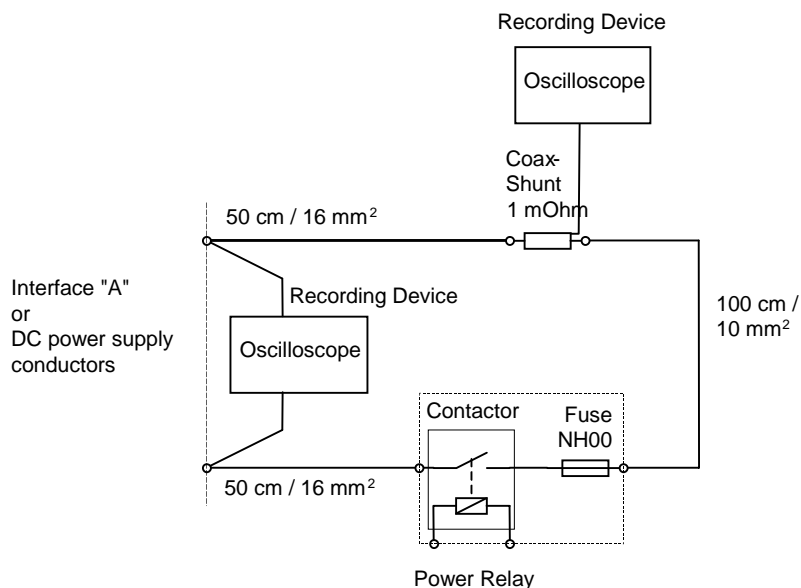 Recording Device
Oscilloscope
Coax-
Shunt
1 mOhm
50 cm / 16 mm²
Interface "A"
or
DC power supply
conductors
Recording Device
Oscilloscope
100 cm /
10 mm²
Contactor
Fuse
NH00
50 cm / 16 mm²
Power Relay